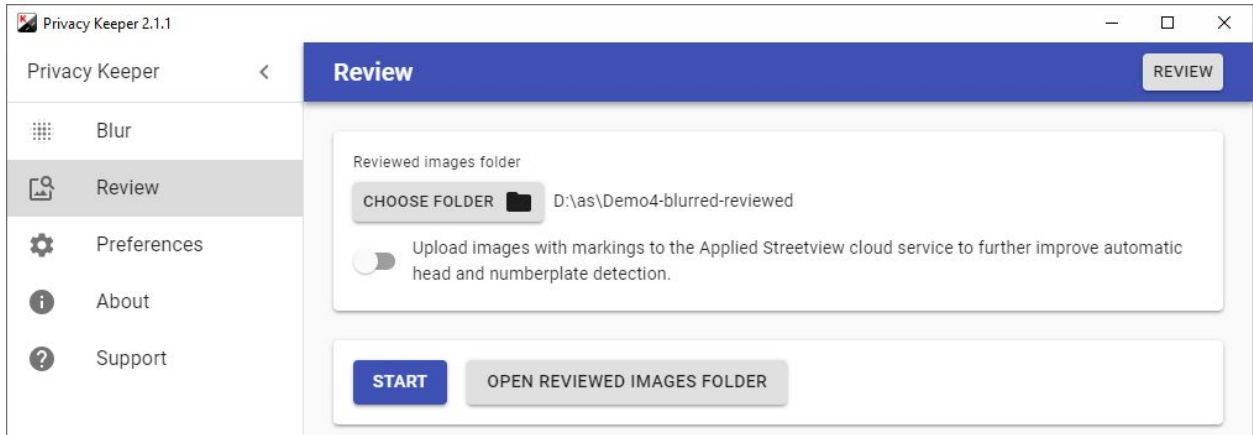 Privacy Keeper 2.1.1
Privacy Keeper
Review
REVIEW
Blur
Review
Preferences
About
Support
Reviewed images folder
CHOOSE FOLDER
D:\as\Demo4-blurred-reviewed
Upload images with markings to the Applied Streetview cloud service to further improve automatic
head and numberplate detection.
START
OPEN REVIEWED IMAGES FOLDER